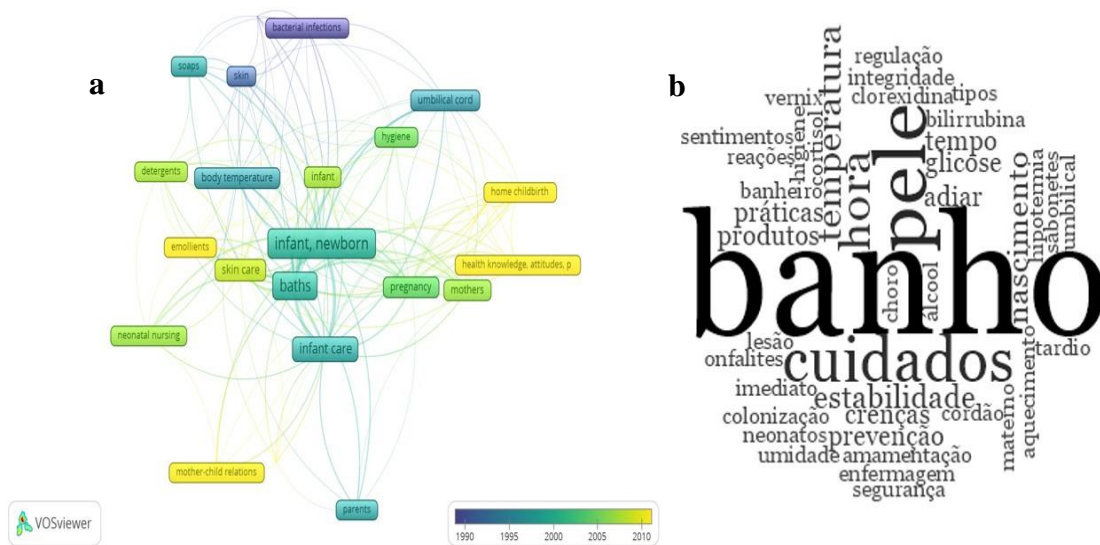 a
bacterial infections
soaps
skin
umbilical cord
hygiene
detergents
body temperature
infant
home childbirth
infant, newborn
emollients
health knowledge, attitudes, p
skin care
baths
pregnancy
mothers
neonatal nursing
infant care
mother-child relations
parents
VOSviewer
1990 1995 2000 2005 2010
b
regulação
integridade
vernix clorexidina tipos
temperatura
higiene
cortisol
hora
pele
bilirrubina
sentimentos
tempo
reações
glicose
banheiro
adiar
práticas
produtos
nascimento
hipotermia
sabonetes
umbilical
banho
choro
álcool
lesão
tardio
onfalites
cuidados
imediato
estabilidade
colonização crenças cordão
materno
aquecimento
neonatos prevenção
umidade amamentação
enfermagem
segurança